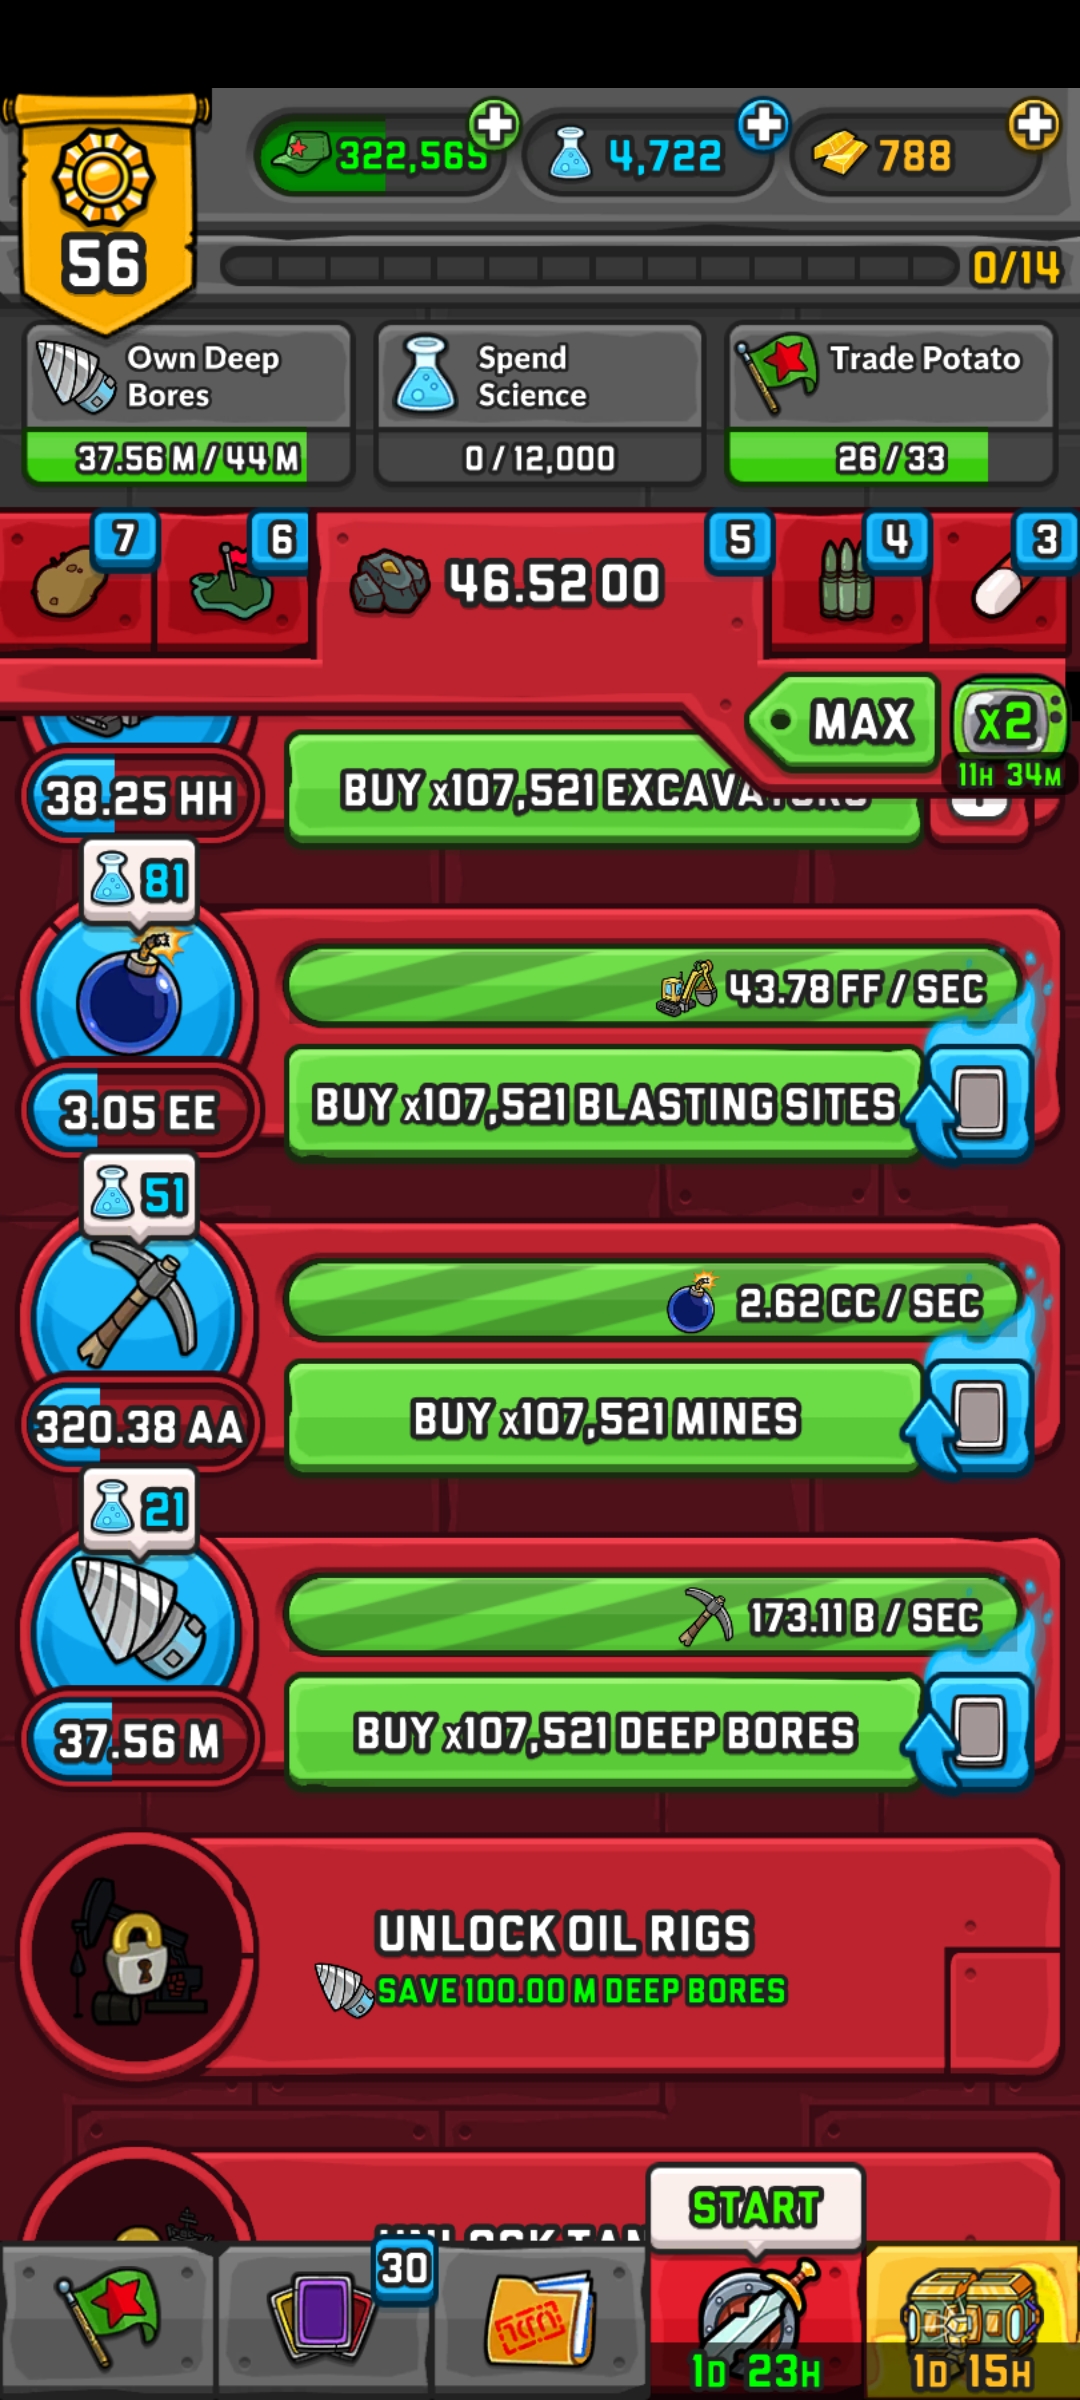 322,565
4,722
788
56
0/14
Own Deep
Bores
37.56 M / 44 M
Spend
Science
0 / 12,000
Trade Potato
26 / 33
7
6
46.52 OO
5
4
3
MAX
x2
11H 34M
38.25 HH
BUY x107,521 EXCAVATORS
81
43.78 FF / SEC
3.05 EE
BUY x107,521 BLASTING SITES
51
2.62 CC / SEC
320.38 AA
BUY x107,521 MINES
21
173.11 B / SEC
37.56 M
BUY x107,521 DEEP BORES
UNLOCK OIL RIGS
SAVE 100.00 M DEEP BORES
UNLOCK TAN
START
30
1D 23H
1D 15H